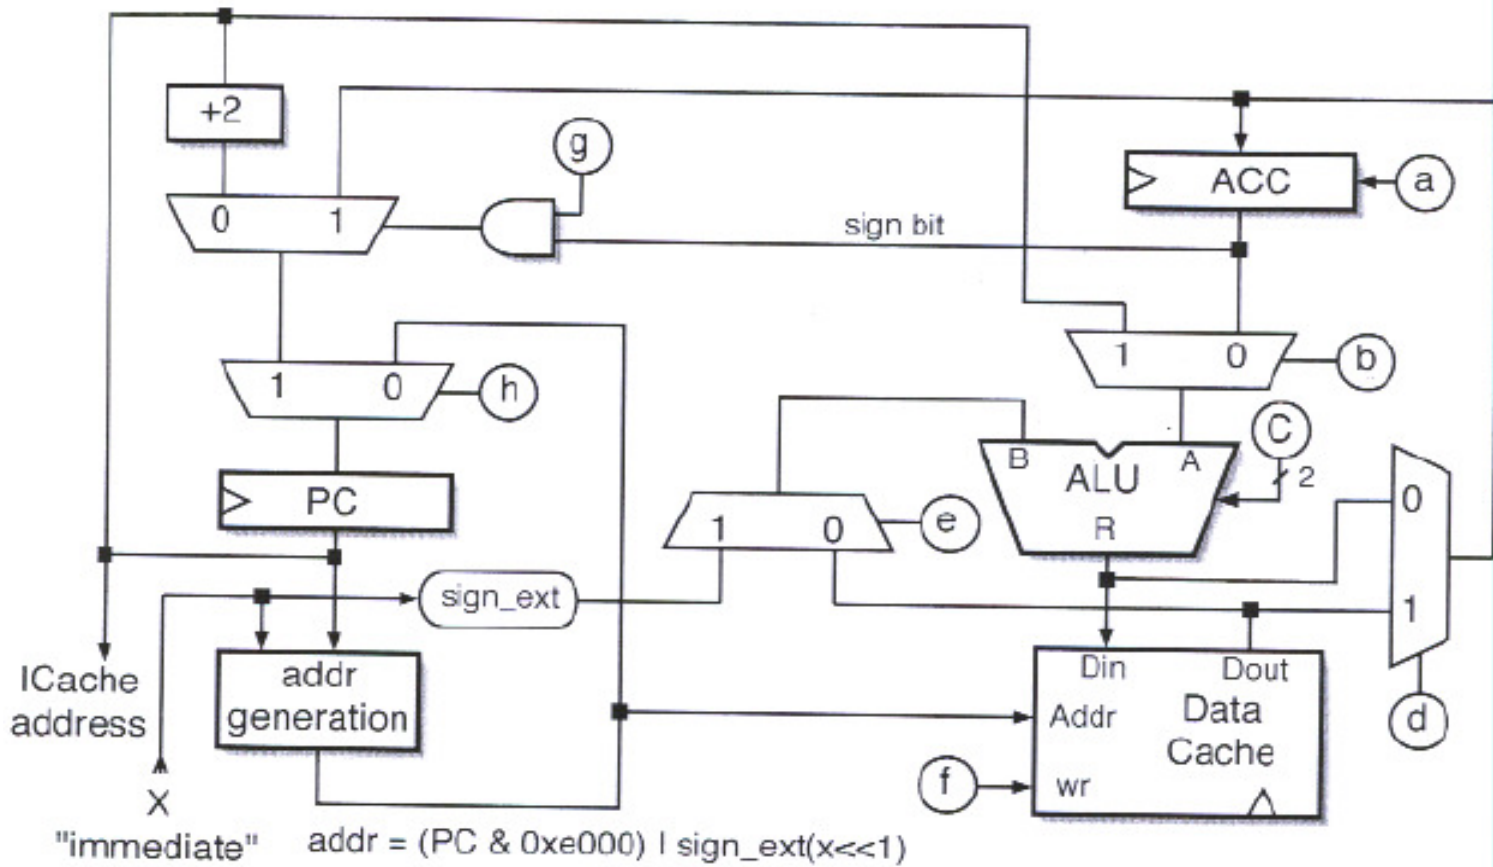 +2
g
ACC
a
0 1
sign bit
1 0
b
1 0
h
C
2
B
A
ALU
R
PC
1 0
e
0
1
sign_ext
d
ICache
address
addr
generation
Din
Dout
Addr
Data
Cache
wr
f
X
"immediate"
addr = (PC & 0xe000) | sign_ext(x<<1)